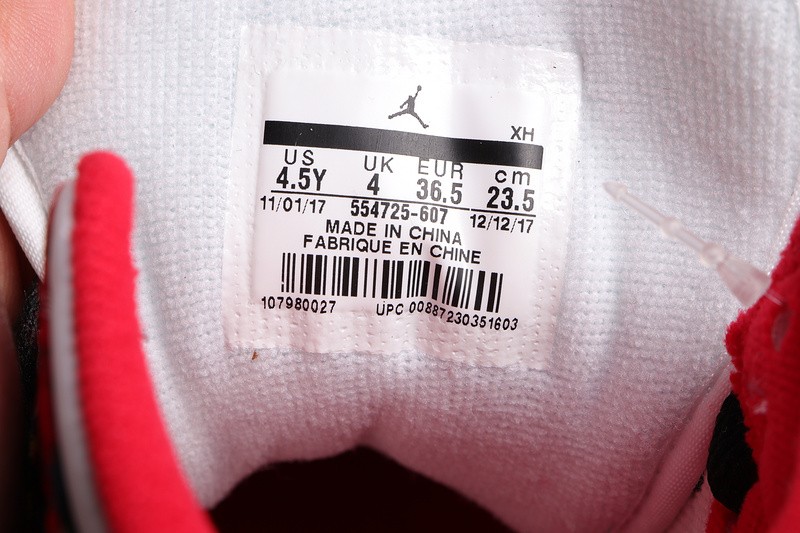 XH
US UK EUR cm
4.5Y 4 36.5 23.5
11/01/17 554725-607 12/12/17
MADE IN CHINA
FABRIQUE EN CHINE
107980027 UPC 00887230351603